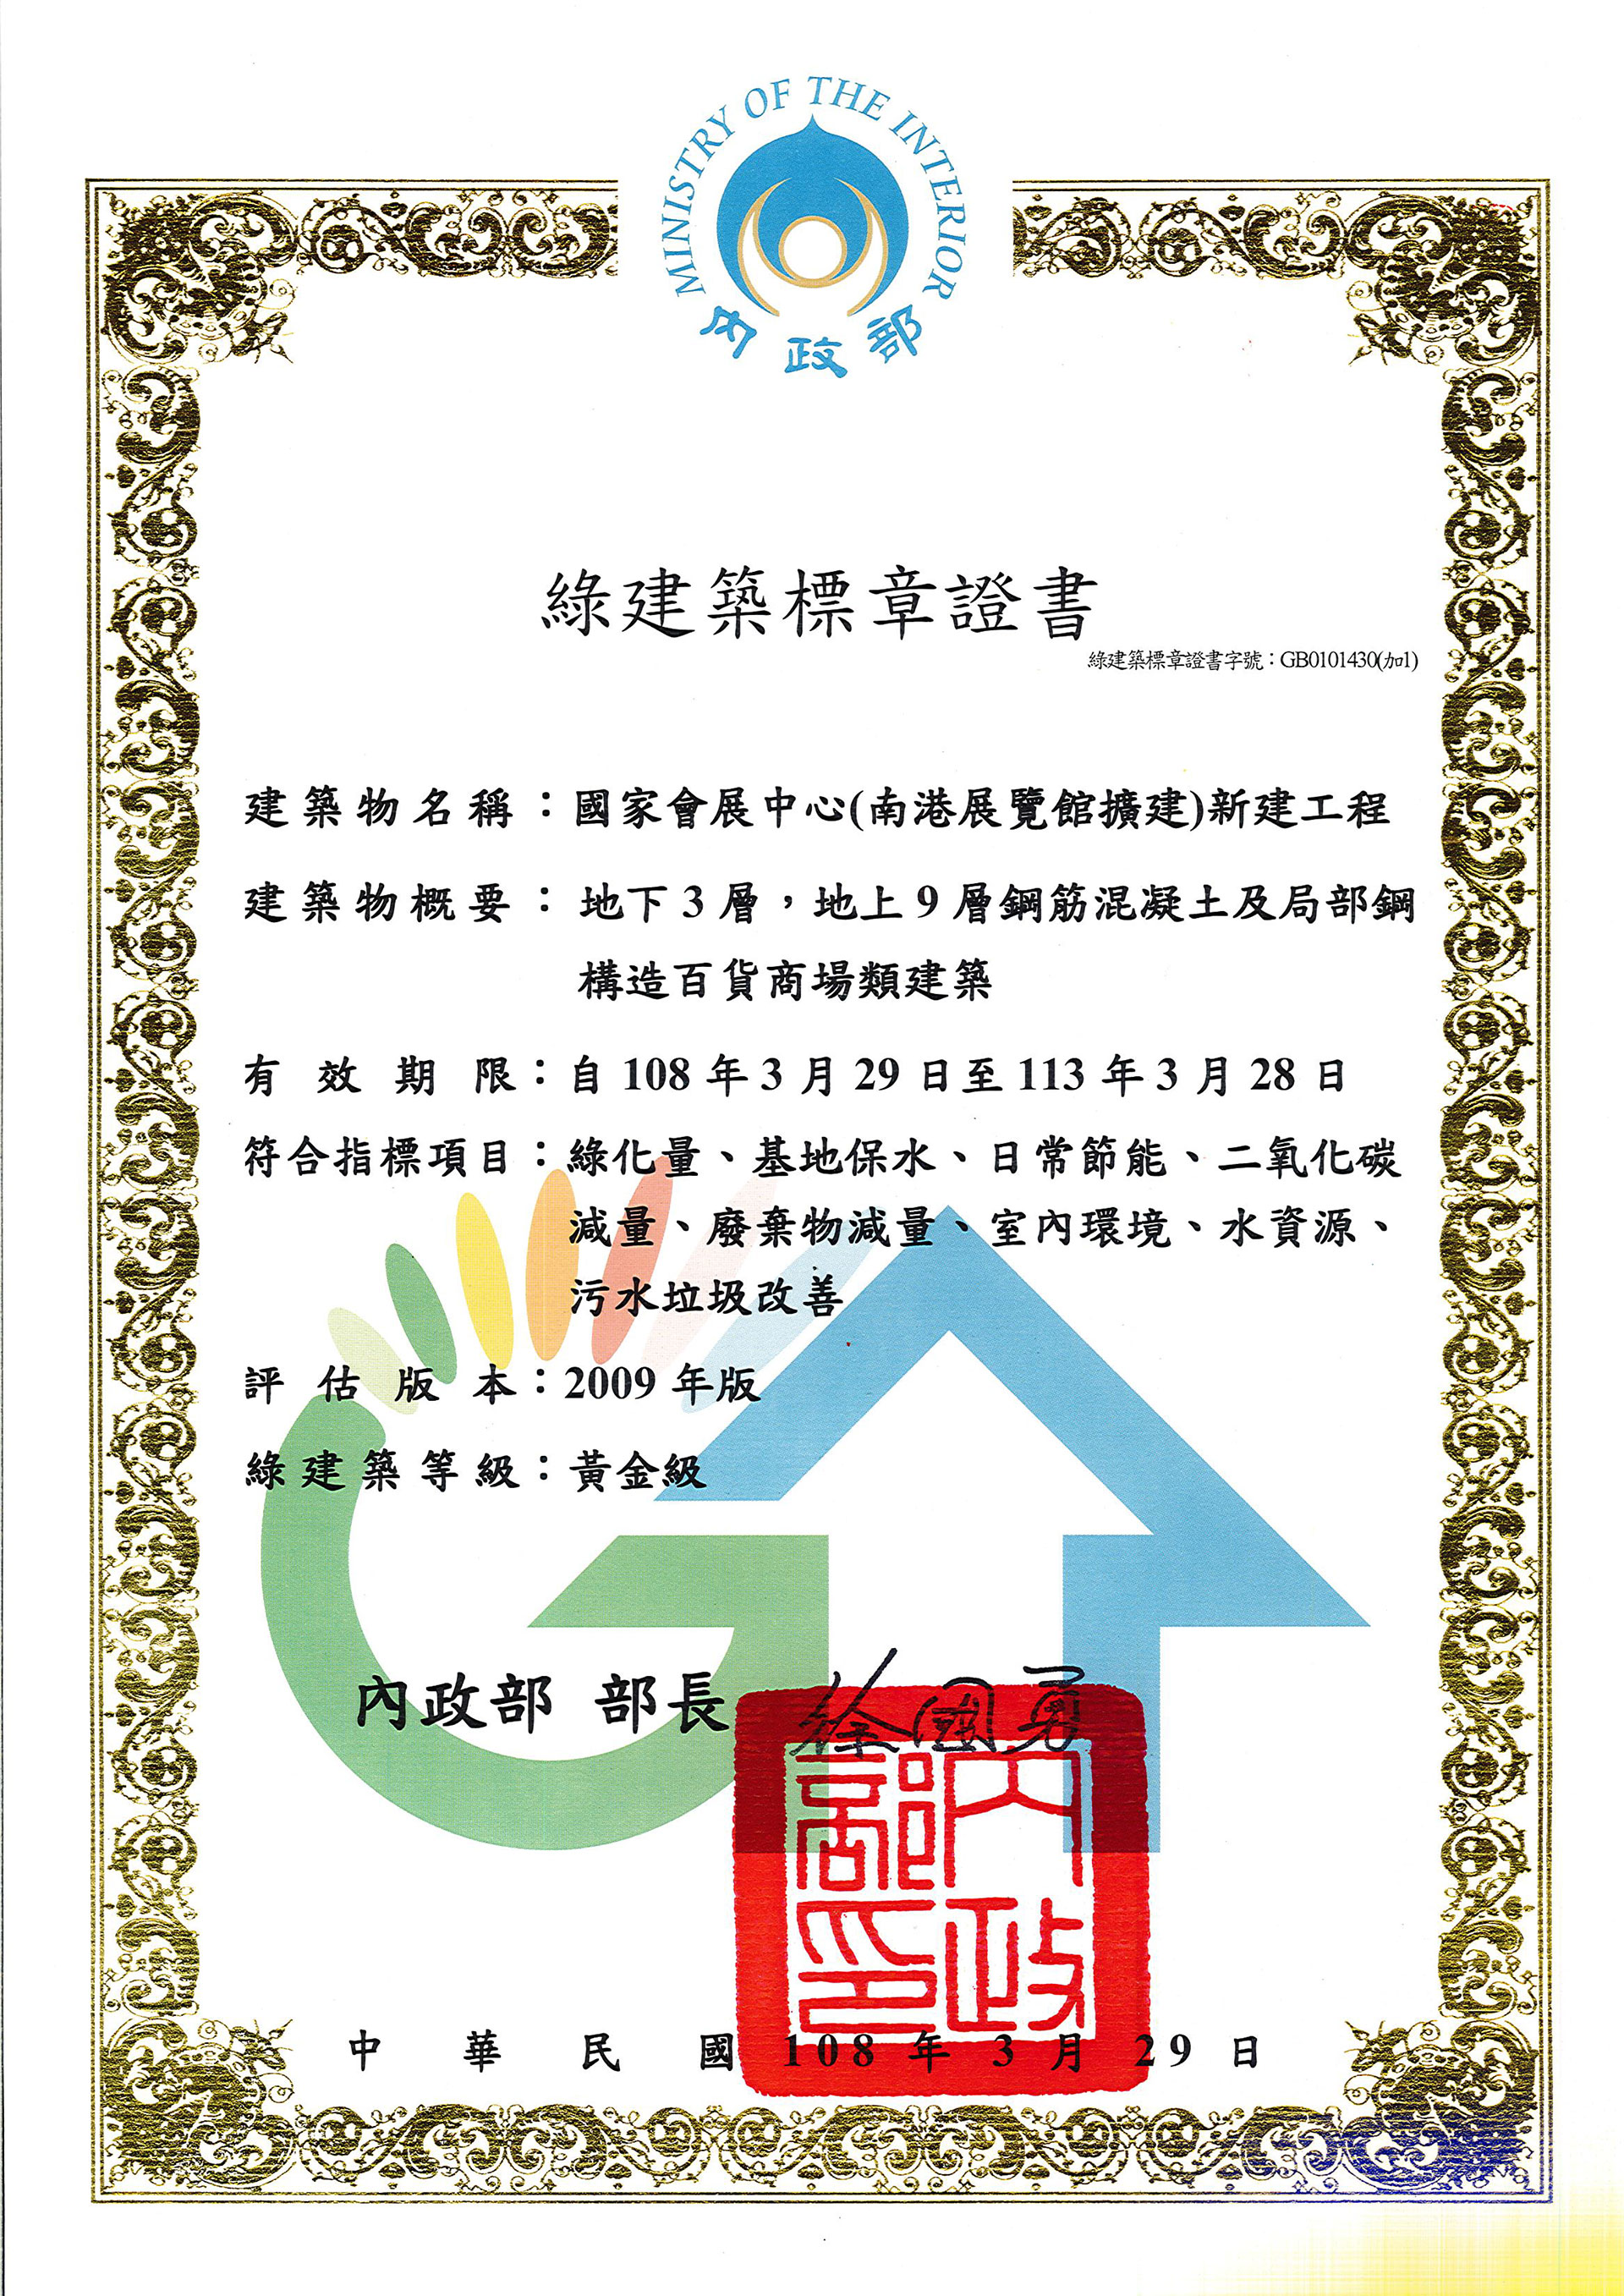 MINISTRY OF THE INTERIOR
內政部
綠建築標章證書
綠建築標章證書字號：GB0101430(加1)
建築物名稱：國家會展中心(南港展覽館擴建)新建工程
建築物概要：地下3層，地上9層鋼筋混凝土及局部鋼
構造百貨商場類建築
有效期限：自108年3月29日至113年3月28日
符合指標項目：綠化量、基地保水、日常節能、二氧化碳
減量、廢棄物減量、室內環境、水資源、
污水垃圾改善
評估版本：2009年版
綠建築等級：黃金級
內政部 部長 徐國勇
內政部印
中華民國108年3月29日